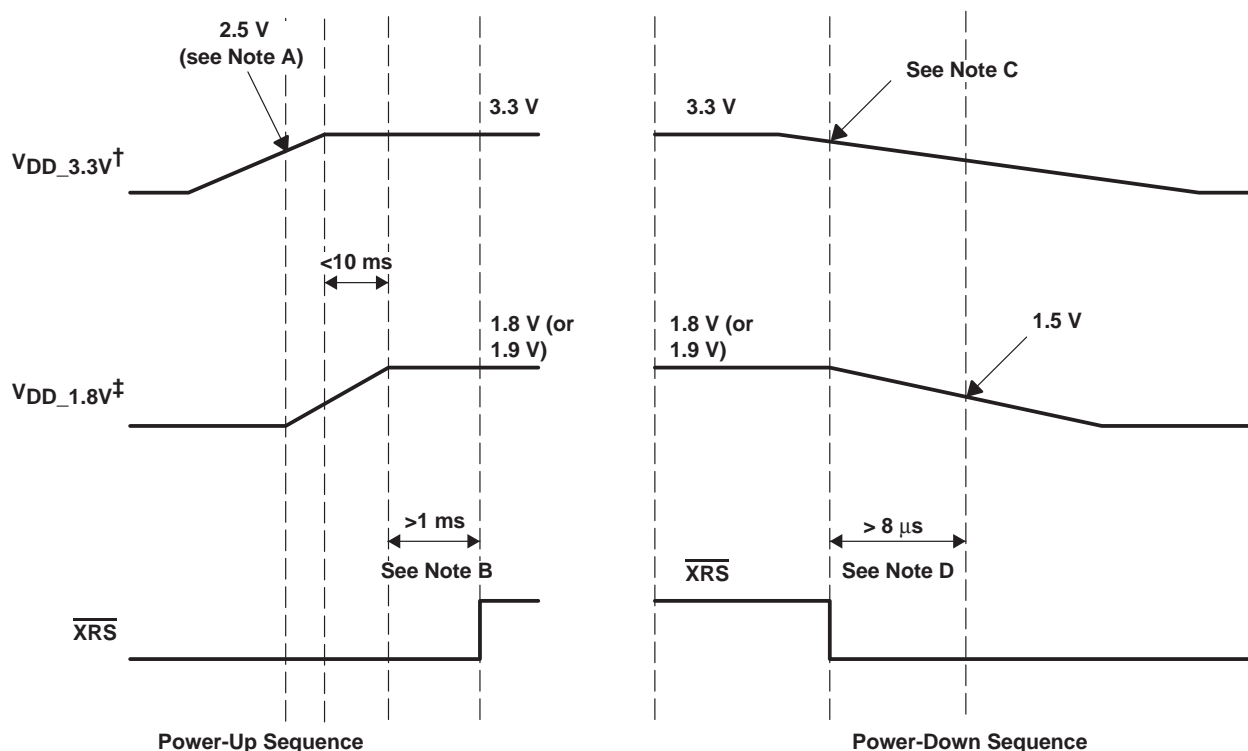 2.5 V
(see Note A)
See Note C
3.3 V
3.3 V
VDD_3.3V†
<10 ms
1.8 V (or
1.9 V)
1.8 V (or
1.9 V)
1.5 V
VDD_1.8V‡
>1 ms
See Note B
> 8 μs
See Note D
XRS
XRS
Power-Up Sequence
Power-Down Sequence